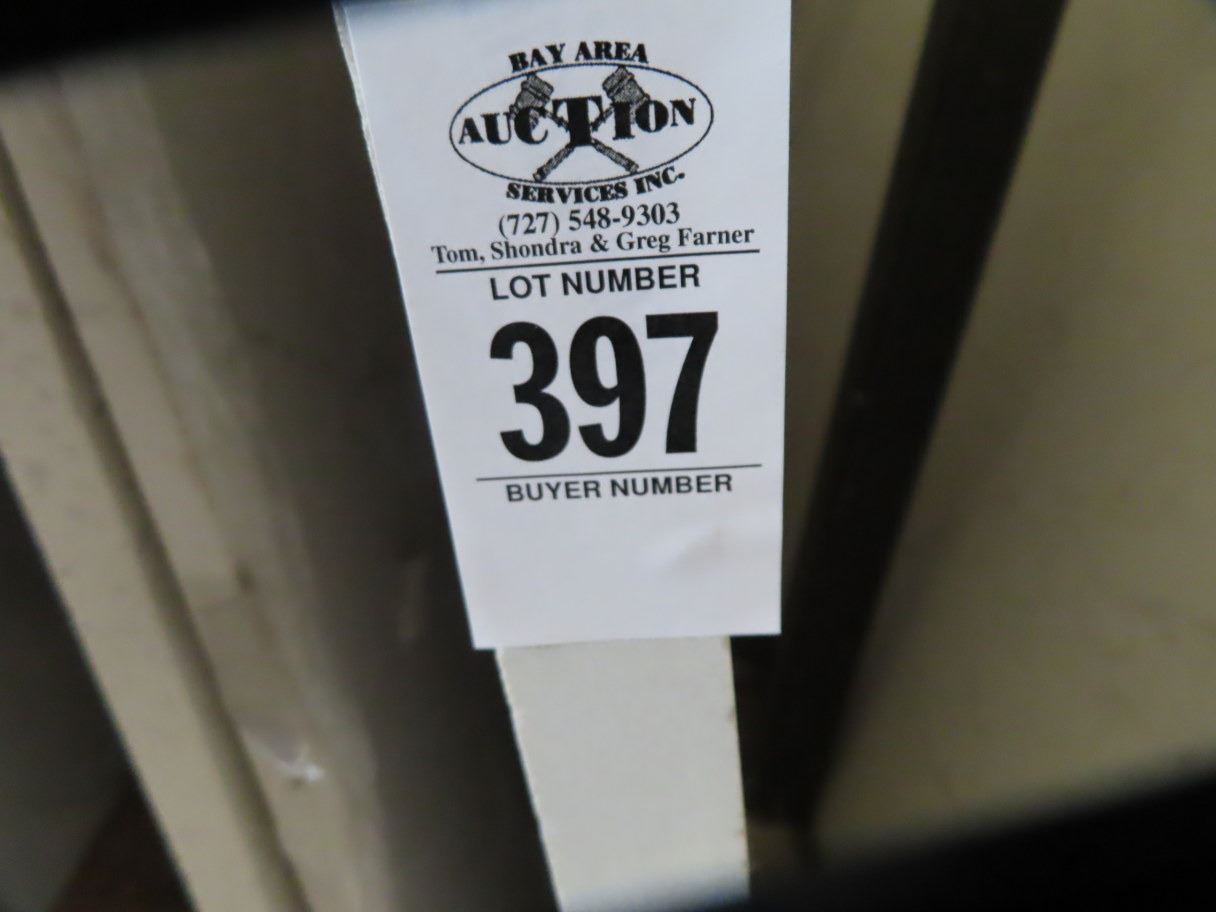 BAY AREA
AUCTION
SERVICES INC.
(727) 548-9303
Tom, Shondra & Greg Farner
LOT NUMBER
397
BUYER NUMBER